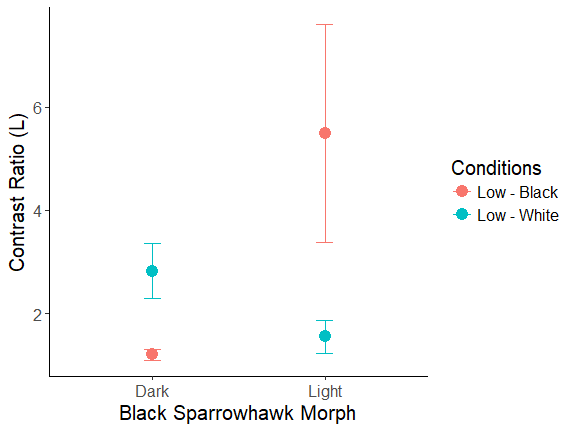 Contrast Ratio (L)
6
4
2
Dark
Light
Black Sparrowhawk Morph
Conditions
Low - Black
Low - White